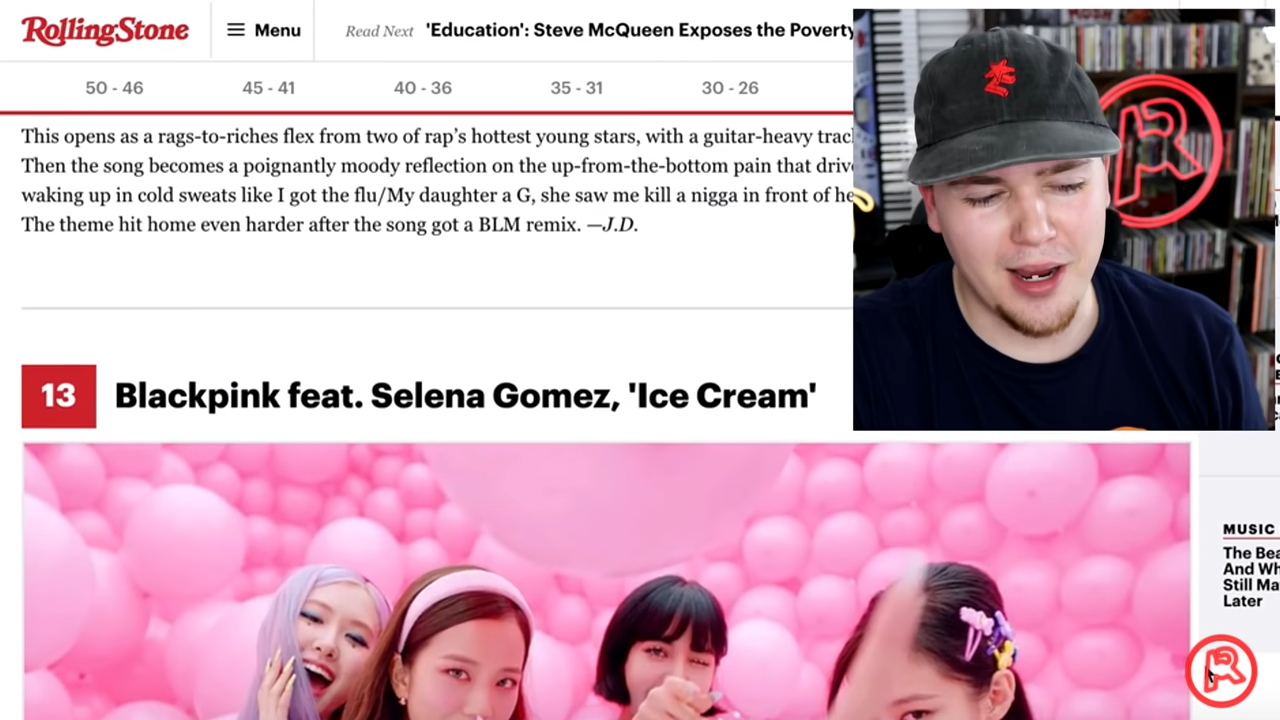 RollingStone
Menu
Read Next 'Education': Steve McQueen Exposes the Poverty
50 - 46 45 - 41 40 - 36 35 - 31 30 - 26
This opens as a rags-to-riches flex from two of rap's hottest young stars, with a guitar-heavy
Then the song becomes a poignantly moody reflection on the up-from-the-bottom pain that
waking up in cold sweats like I got the flu/My daughter a G, she saw me kill a nigga in front of
The theme hit home even harder after the song got a BLM remix. —J.D.
13 Blackpink feat. Selena Gomez, 'Ice Cream'
MUSIC
The Bea
And Wh
Still Ma
Later